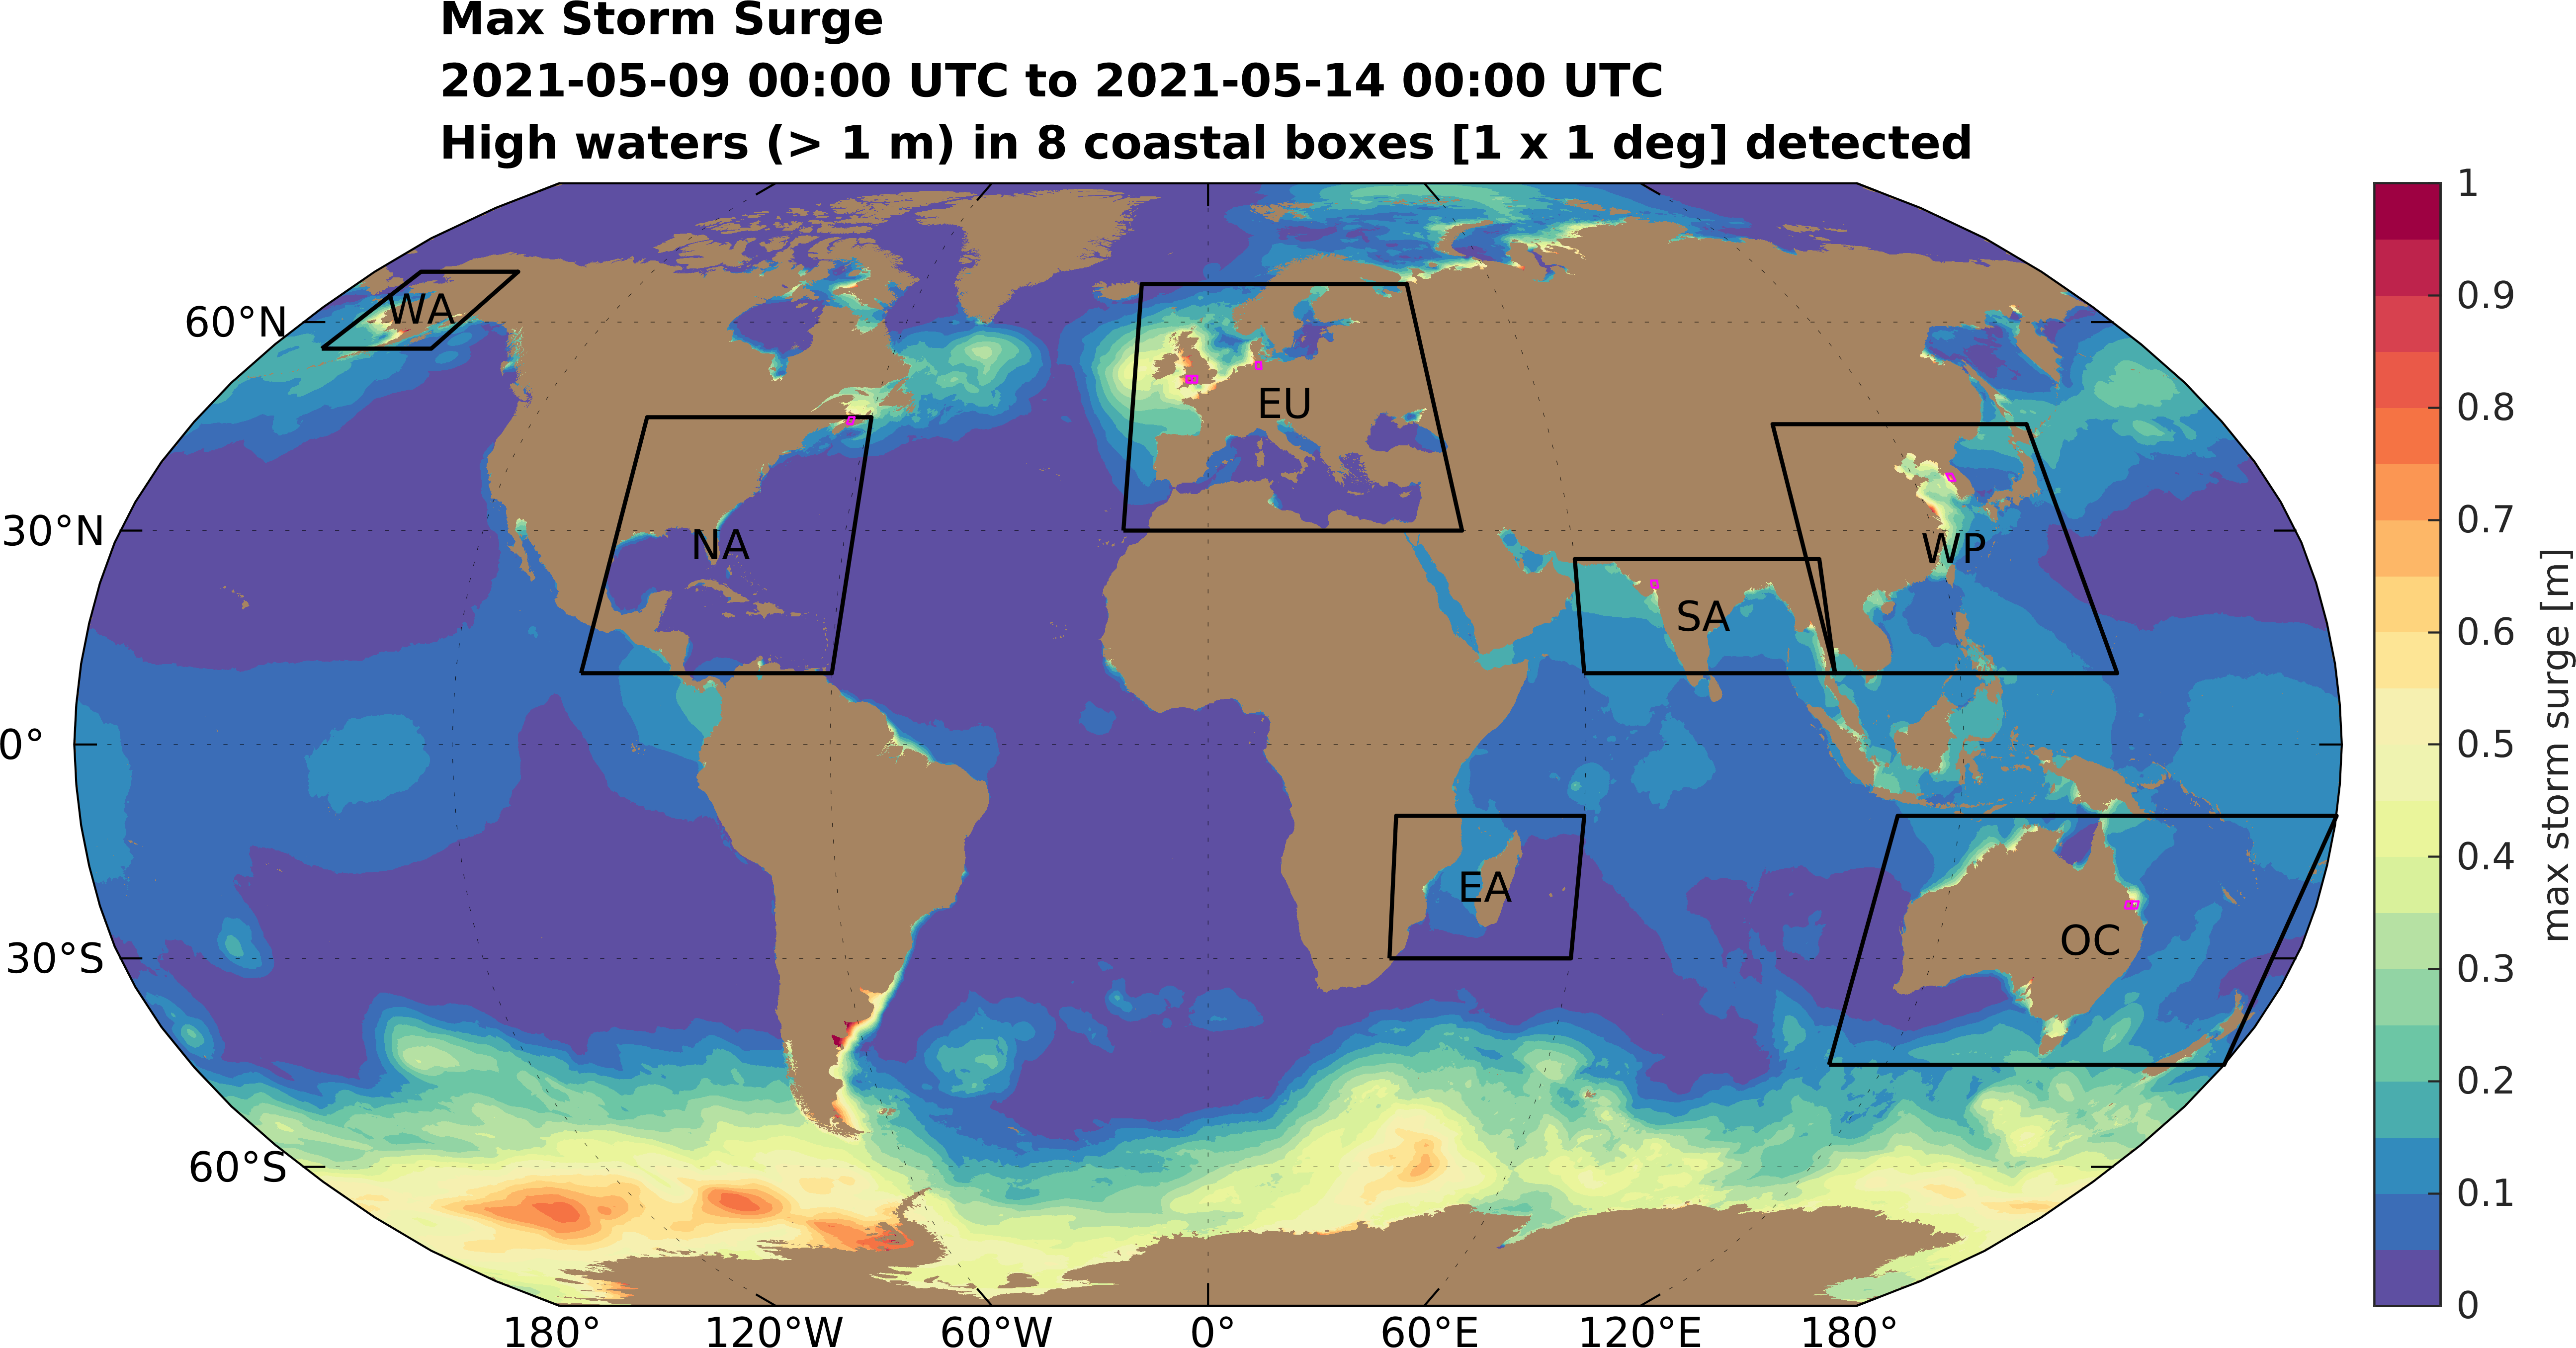 Max Storm Surge
2021-05-09 00:00 UTC to 2021-05-14 00:00 UTC
High waters (> 1 m) in 8 coastal boxes [1 x 1 deg] detected
60°N
30°N
0°
30°S
60°S
WA
NA
EU
SA
WP
EA
OC
180°
120°W
60°W
0°
60°E
120°E
180°
1
0.9
0.8
0.7
0.6
0.5
0.4
0.3
0.2
0.1
0
max storm surge [m]